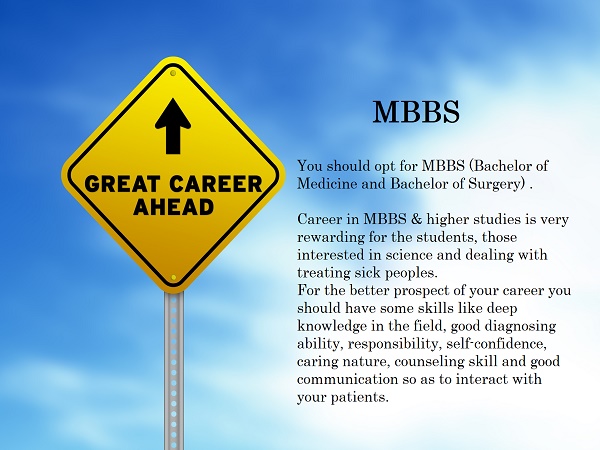 GREAT CAREER
AHEAD
MBBS
You should opt for MBBS (Bachelor of
Medicine and Bachelor of Surgery) .
Career in MBBS & higher studies is very
rewarding for the students, those
interested in science and dealing with
treating sick peoples.
For the better prospect of your career you
should have some skills like deep
knowledge in the field, good diagnosing
ability, responsibility, self-confidence,
caring nature, counseling skill and good
communication so as to interact with
your patients.